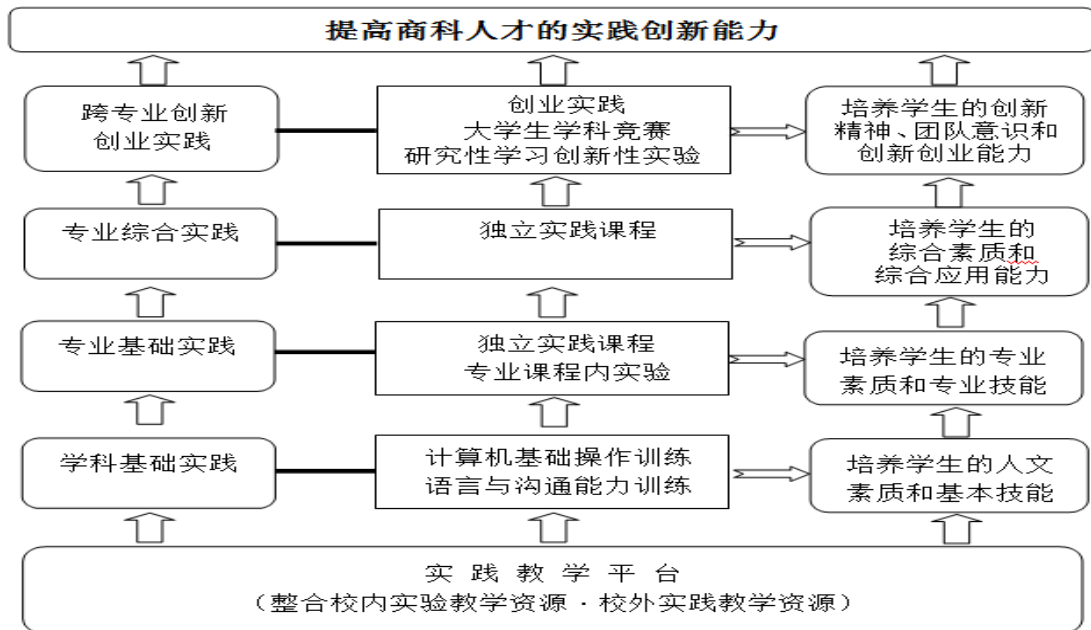 提高商科人才的实践创新能力
跨专业创新
创业实践
创业实践
大学生学科竞赛
研究性学习创新性实验
培养学生的创新
精神、团队意识和
创新创业能力
专业综合实践
独立实践课程
培养学生的
综合素质和
综合应用能力
专业基础实践
独立实践课程
专业课程内实验
培养学生的专业
素质和专业技能
学科基础实践
计算机基础操作训练
语言与沟通能力训练
培养学生的人文
素质和基本技能
实 践 教 学 平 台
（整合校内实验教学资源·校外实践教学资源）